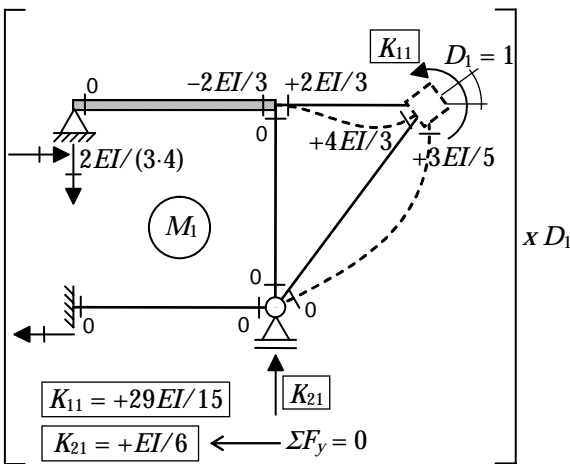 K₁₁ D₁ = 1
0 −2EI/3 +2EI/3
0 +4EI/3 +3EI/5
2EI/(3·4)
M₁ x D₁
0 0
0 0
K₂₁
K₁₁ = +29EI/15
K₂₁ = +EI/6 ΣFy = 0